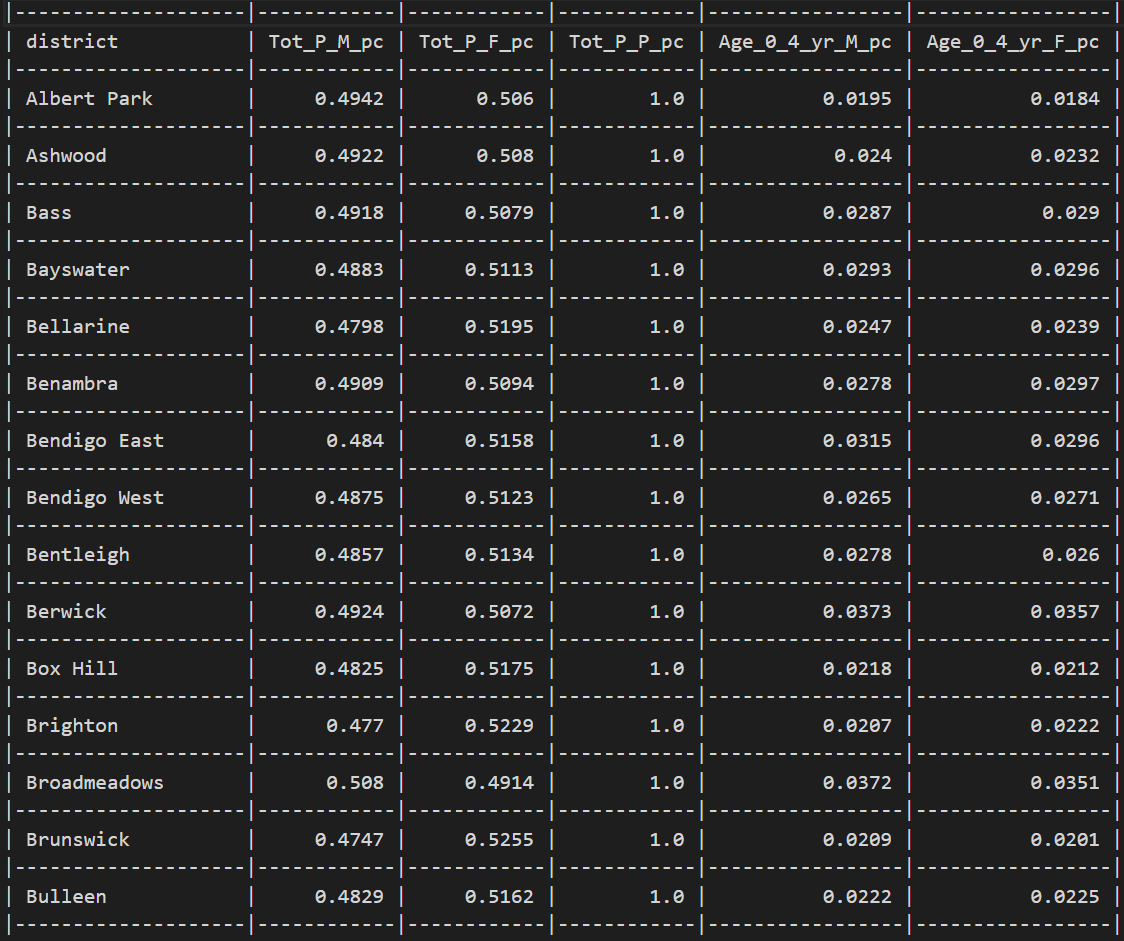 |--------------------|------------|------------|------------|-----------------|-----------------|
| district           | Tot_P_M_pc | Tot_P_F_pc | Tot_P_P_pc | Age_0_4_yr_M_pc | Age_0_4_yr_F_pc |
|--------------------|------------|------------|------------|-----------------|-----------------|
| Albert Park        |     0.4942 |      0.506 |        1.0 |          0.0195 |          0.0184 |
|--------------------|------------|------------|------------|-----------------|-----------------|
| Ashwood            |     0.4922 |      0.508 |        1.0 |           0.024 |          0.0232 |
|--------------------|------------|------------|------------|-----------------|-----------------|
| Bass               |     0.4918 |     0.5079 |        1.0 |          0.0287 |           0.029 |
|--------------------|------------|------------|------------|-----------------|-----------------|
| Bayswater          |     0.4883 |     0.5113 |        1.0 |          0.0293 |          0.0296 |
|--------------------|------------|------------|------------|-----------------|-----------------|
| Bellarine          |     0.4798 |     0.5195 |        1.0 |          0.0247 |          0.0239 |
|--------------------|------------|------------|------------|-----------------|-----------------|
| Benambra           |     0.4909 |     0.5094 |        1.0 |          0.0278 |          0.0297 |
|--------------------|------------|------------|------------|-----------------|-----------------|
| Bendigo East       |      0.484 |     0.5158 |        1.0 |          0.0315 |          0.0296 |
|--------------------|------------|------------|------------|-----------------|-----------------|
| Bendigo West       |     0.4875 |     0.5123 |        1.0 |          0.0265 |          0.0271 |
|--------------------|------------|------------|------------|-----------------|-----------------|
| Bentleigh          |     0.4857 |     0.5134 |        1.0 |          0.0278 |           0.026 |
|--------------------|------------|------------|------------|-----------------|-----------------|
| Berwick            |     0.4924 |     0.5072 |        1.0 |          0.0373 |          0.0357 |
|--------------------|------------|------------|------------|-----------------|-----------------|
| Box Hill           |     0.4825 |     0.5175 |        1.0 |          0.0218 |          0.0212 |
|--------------------|------------|------------|------------|-----------------|-----------------|
| Brighton           |      0.477 |     0.5229 |        1.0 |          0.0207 |          0.0222 |
|--------------------|------------|------------|------------|-----------------|-----------------|
| Broadmeadows       |      0.508 |     0.4914 |        1.0 |          0.0372 |          0.0351 |
|--------------------|------------|------------|------------|-----------------|-----------------|
| Brunswick          |     0.4747 |     0.5255 |        1.0 |          0.0209 |          0.0201 |
|--------------------|------------|------------|------------|-----------------|-----------------|
| Bulleen            |     0.4829 |     0.5162 |        1.0 |          0.0222 |          0.0225 |
|--------------------|------------|------------|------------|-----------------|-----------------|